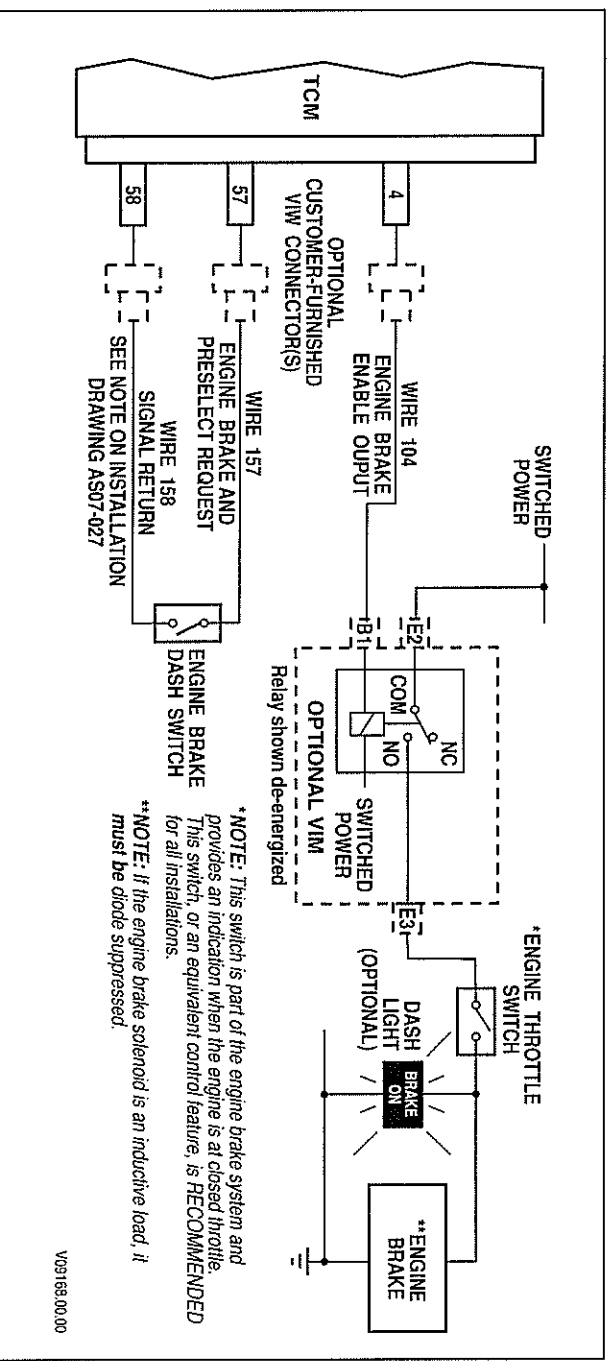 TCM
4
57
58
OPTIONAL
CUSTOMER-FURNISHED
VIW CONNECTOR(S)
WIRE 104
ENGINE BRAKE
ENABLE OUPUT
WIRE 157
ENGINE BRAKE AND
PRESELECT REQUEST
WIRE 158
SIGNAL RETURN
SEE NOTE ON INSTALLATION
DRAWING AS07-027
ENGINE BRAKE
DASH SWITCH
SWITCHED
POWER
E2
B1
COM
NC
NO
SWITCHED
POWER
OPTIONAL VIM
Relay shown de-energized
E3
*ENGINE THROTTLE
SWITCH
DASH
LIGHT
(OPTIONAL)
BRAKE
ON
**ENGINE
BRAKE
*NOTE: This switch is part of the engine brake system and
provides an indication when the engine is at closed throttle.
This switch, or an equivalent control feature, is RECOMMENDED
for all installations.
**NOTE: If the engine brake solenoid is an inductive load, it
must be diode suppressed.
V09168.00.00